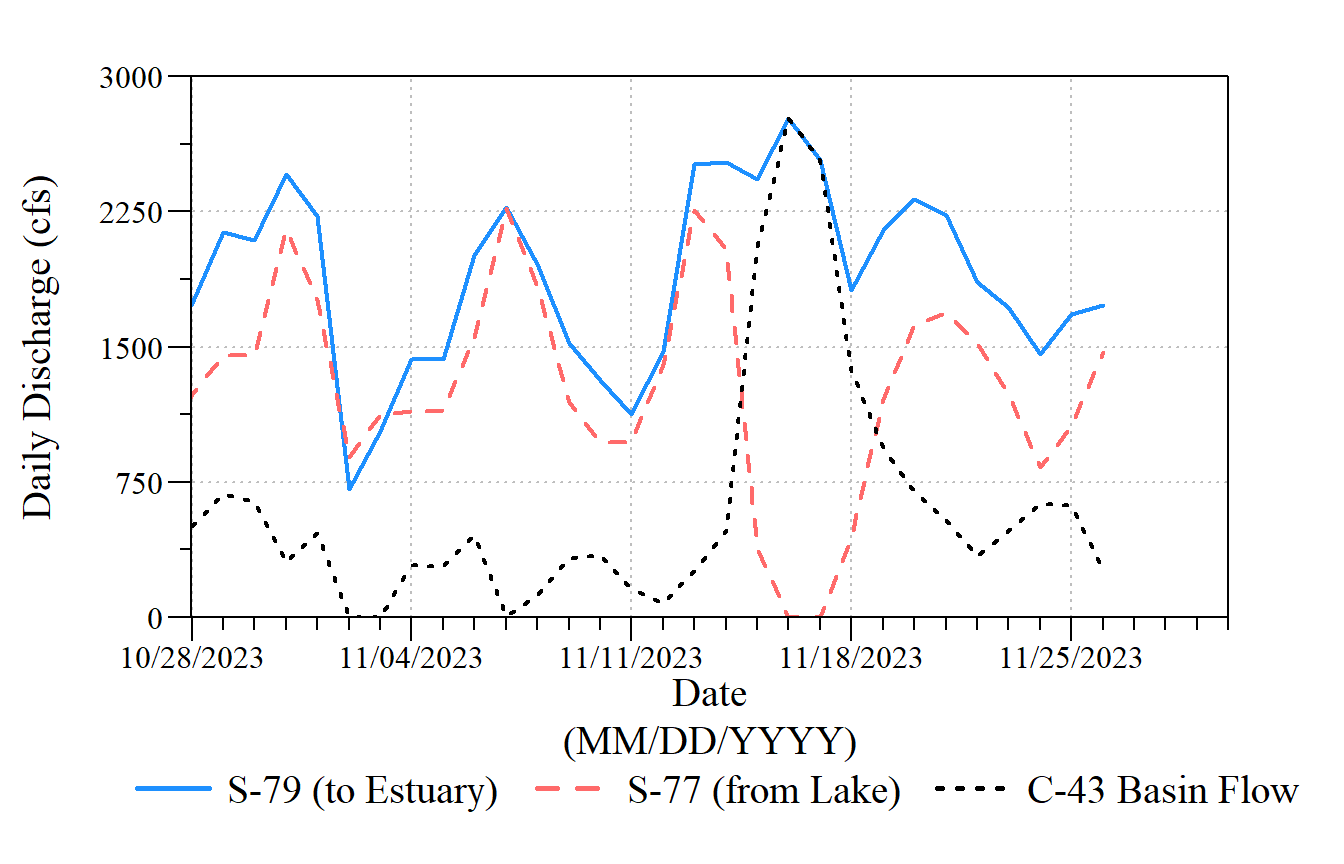 3000
2250
1500
750
0
Daily Discharge (cfs)
10/28/2023 11/04/2023 11/11/2023 11/18/2023 11/25/2023
Date
(MM/DD/YYYY)
S-79 (to Estuary) S-77 (from Lake) C-43 Basin Flow